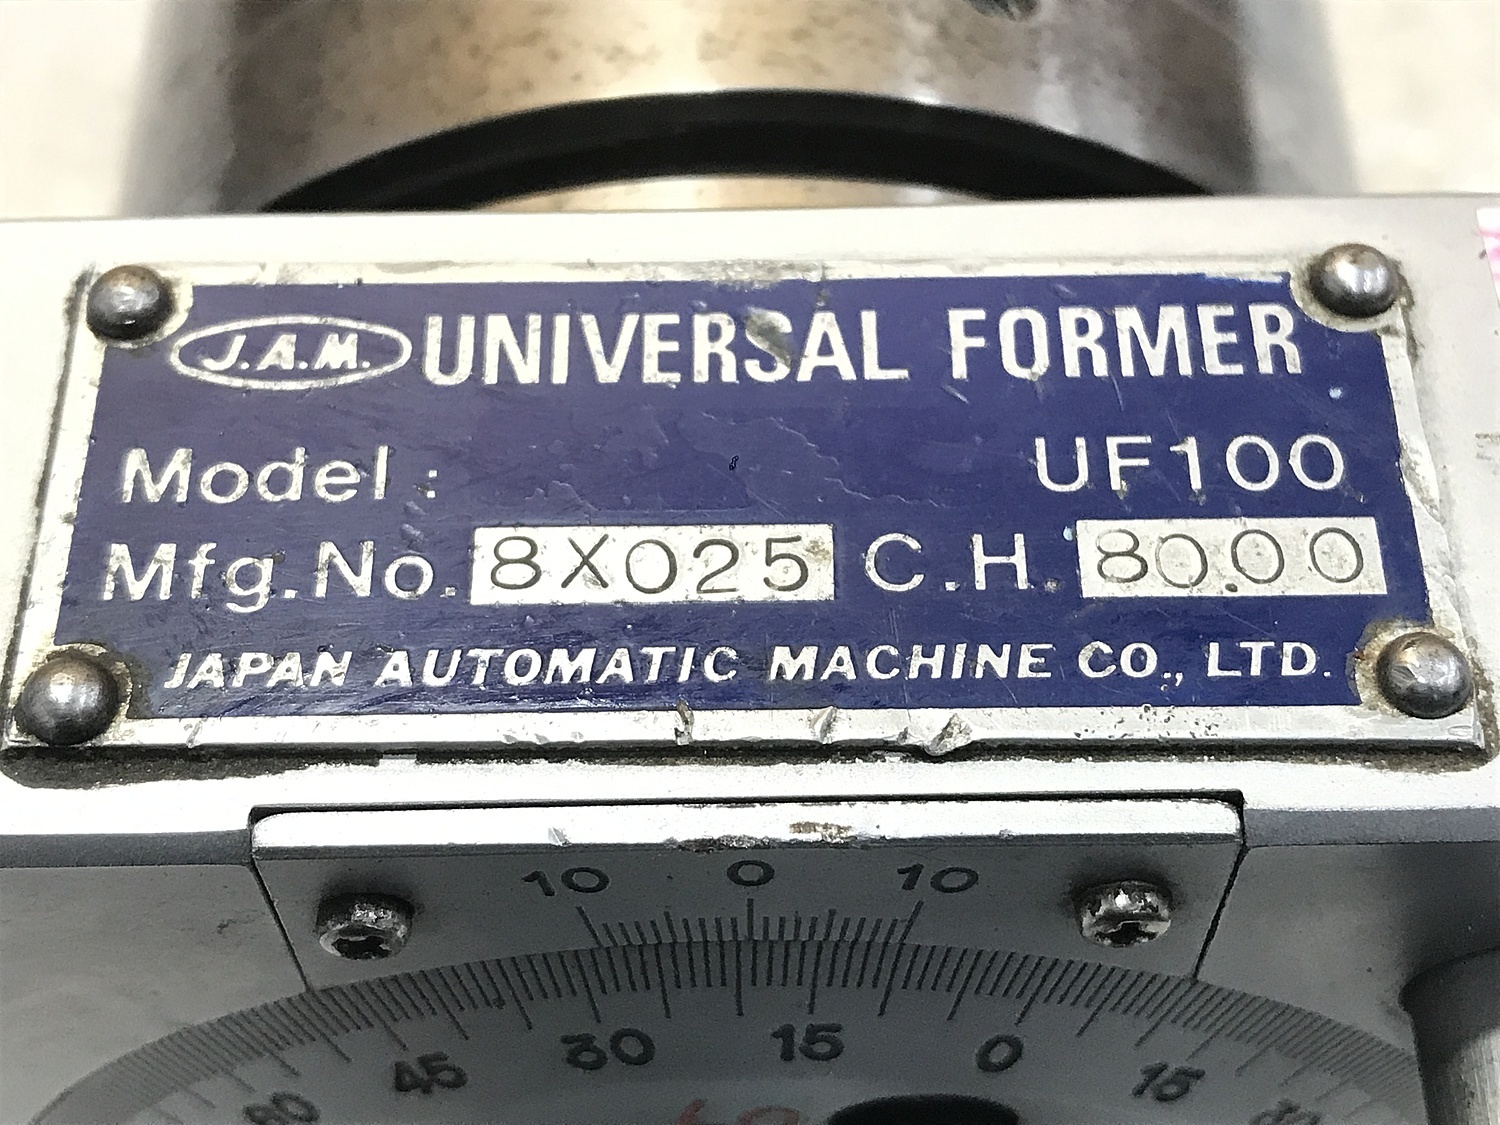 J.A.M. UNIVERSAL FORMER
Model : UF100
Mfg.No. 8X025 C.H. 80.00
JAPAN AUTOMATIC MACHINE CO., LTD.
10 0 10
45 30 15 0 15